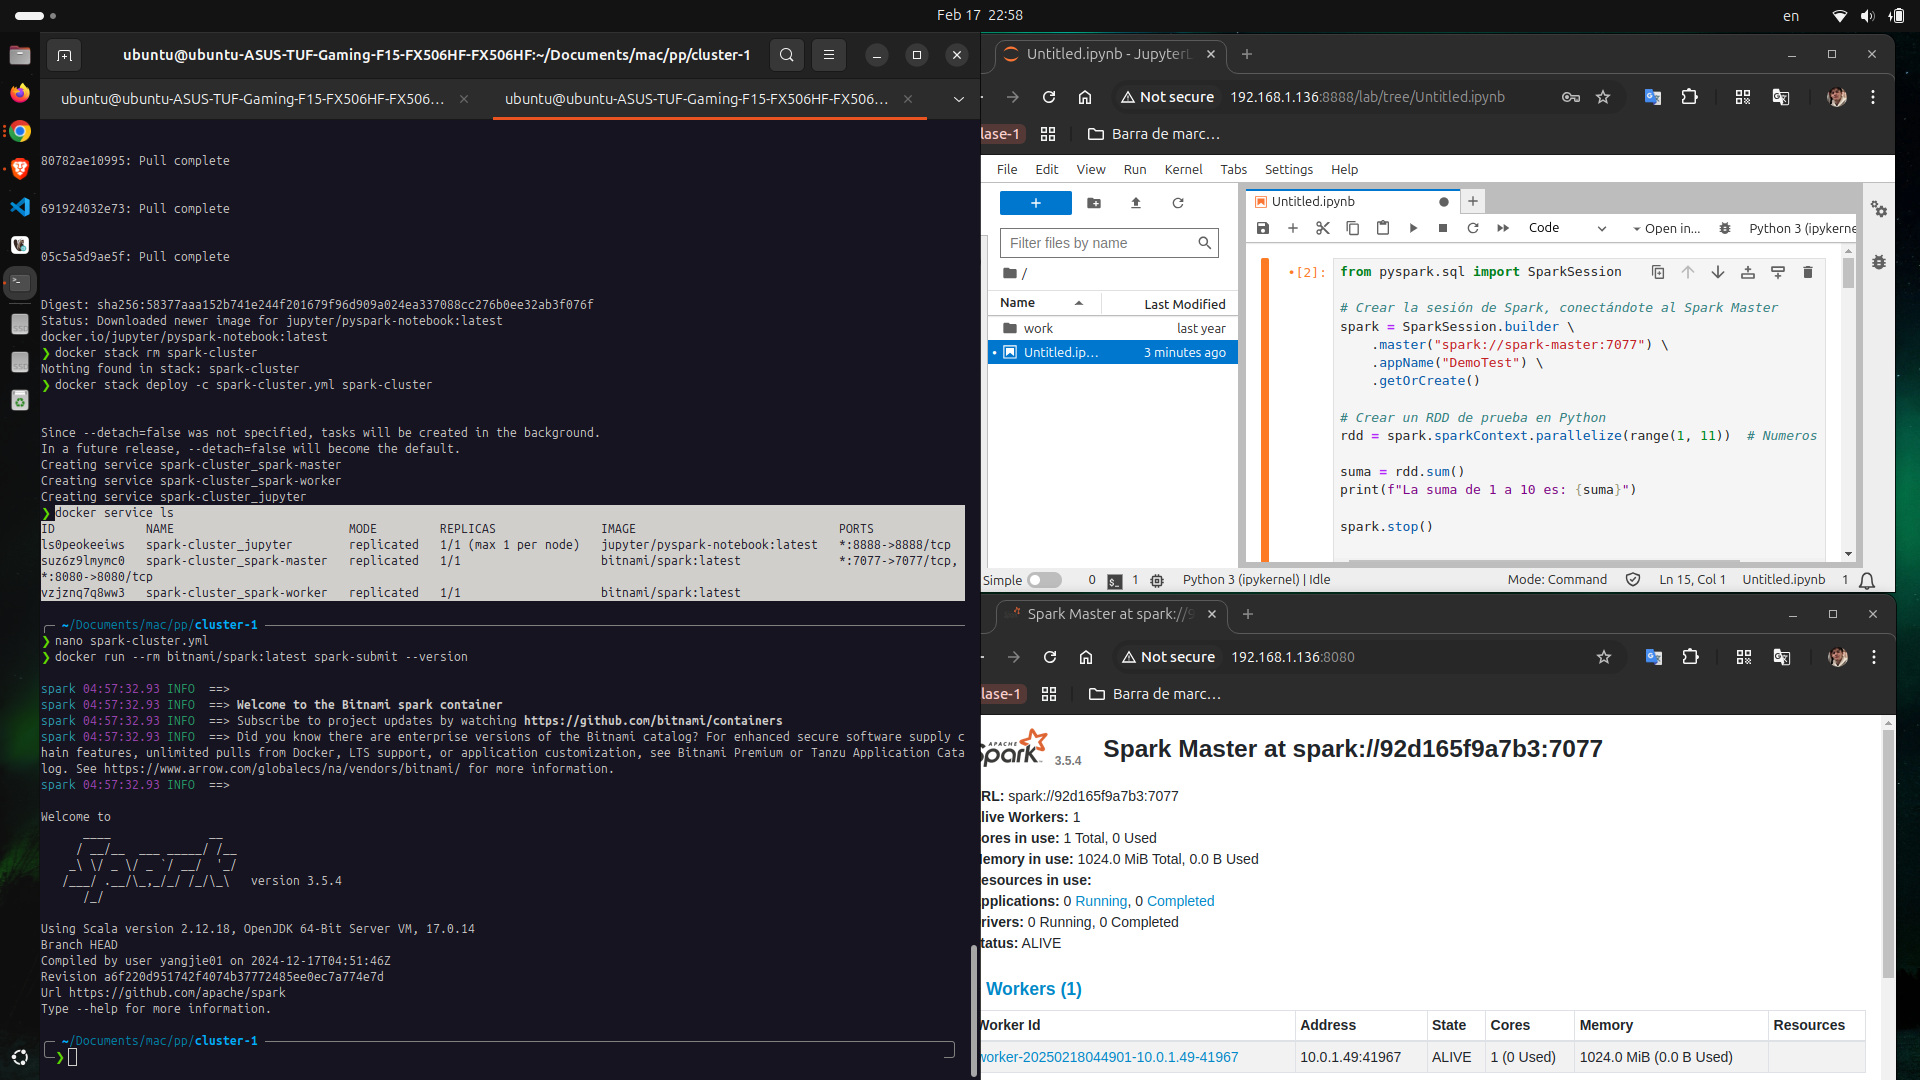 Feb 17 22:58
en
ubuntu@ubuntu-ASUS-TUF-Gaming-F15-FX506HF-FX506HF:~/Documents/mac/pp/cluster-1
ubuntu@ubuntu-ASUS-TUF-Gaming-F15-FX506HF-FX506...
ubuntu@ubuntu-ASUS-TUF-Gaming-F15-FX506HF-FX506...
80782ae10995: Pull complete
691924032e73: Pull complete
05c5a5d9ae5f: Pull complete
Digest: sha256:58377aaa152b741e244f201679f96d909a024ea337088cc276b0ee32ab3f076f
Status: Downloaded newer image for jupyter/pyspark-notebook:latest
docker.io/jupyter/pyspark-notebook:latest
❯ docker stack rm spark-cluster
Nothing found in stack: spark-cluster
❯ docker stack deploy -c spark-cluster.yml spark-cluster
Since --detach=false was not specified, tasks will be created in the background.
In a future release, --detach=false will become the default.
Creating service spark-cluster_spark-master
Creating service spark-cluster_spark-worker
Creating service spark-cluster_jupyter
❯ docker service ls
ID NAME MODE REPLICAS IMAGE PORTS
ls0peokeeiws spark-cluster_jupyter replicated 1/1 (max 1 per node) jupyter/pyspark-notebook:latest *:8888->8888/tcp
suz6z9lmymc0 spark-cluster_spark-master replicated 1/1 bitnami/spark:latest *:7077->7077/tcp,
*:8080->8080/tcp
vzjznq7q8ww3 spark-cluster_spark-worker replicated 1/1 bitnami/spark:latest
~/Documents/mac/pp/cluster-1
❯ nano spark-cluster.yml
❯ docker run --rm bitnami/spark:latest spark-submit --version
spark 04:57:32.93 INFO ==>
spark 04:57:32.93 INFO ==> Welcome to the Bitnami spark container
spark 04:57:32.93 INFO ==> Subscribe to project updates by watching https://github.com/bitnami/containers
spark 04:57:32.93 INFO ==> Did you know there are enterprise versions of the Bitnami catalog? For enhanced secure software supply c
hain features, unlimited pulls from Docker, LTS support, or application customization, see Bitnami Premium or Tanzu Application Cata
log. See https://www.arrow.com/globalecs/na/vendors/bitnami/ for more information.
spark 04:57:32.93 INFO ==>
Welcome to
Spark version 3.5.4
Using Scala version 2.12.18, OpenJDK 64-Bit Server VM, 17.0.14
Branch HEAD
Compiled by user yangjie01 on 2024-12-17T04:51:46Z
Revision a6f220d951742f4074b37772485ee0ec7a774e7d
Url https://github.com/apache/spark
Type --help for more information.
~/Documents/mac/pp/cluster-1
❯
Untitled.ipynb - JupyterL
Not secure 192.168.1.136:8888/lab/tree/Untitled.ipynb
lase-1 Barra de marc...
File Edit View Run Kernel Tabs Settings Help
Filter files by name
/
Name Last Modified
work last year
Untitled.ip... 3 minutes ago
Untitled.ipynb
Code Open in... Python 3 (ipykerne
[2]: from pyspark.sql import SparkSession
# Crear la sesión de Spark, conectándote al Spark Master
spark = SparkSession.builder \
.master("spark://spark-master:7077") \
.appName("DemoTest") \
.getOrCreate()
# Crear un RDD de prueba en Python
rdd = spark.sparkContext.parallelize(range(1, 11)) # Numeros
suma = rdd.sum()
print(f"La suma de 1 a 10 es: {suma}")
spark.stop()
Simple 0 1 Python 3 (ipykernel) | Idle Mode: Command Ln 15, Col 1 Untitled.ipynb 1
Spark Master at spark://9
Not secure 192.168.1.136:8080
lase-1 Barra de marc...
APACHE Spark 3.5.4 Spark Master at spark://92d165f9a7b3:7077
RL: spark://92d165f9a7b3:7077
live Workers: 1
ores in use: 1 Total, 0 Used
emory in use: 1024.0 MiB Total, 0.0 B Used
esources in use:
pplications: 0 Running, 0 Completed
rivers: 0 Running, 0 Completed
tatus: ALIVE
Workers (1)
Worker Id Address State Cores Memory Resources
worker-20250218044901-10.0.1.49-41967 10.0.1.49:41967 ALIVE 1 (0 Used) 1024.0 MiB (0.0 B Used)